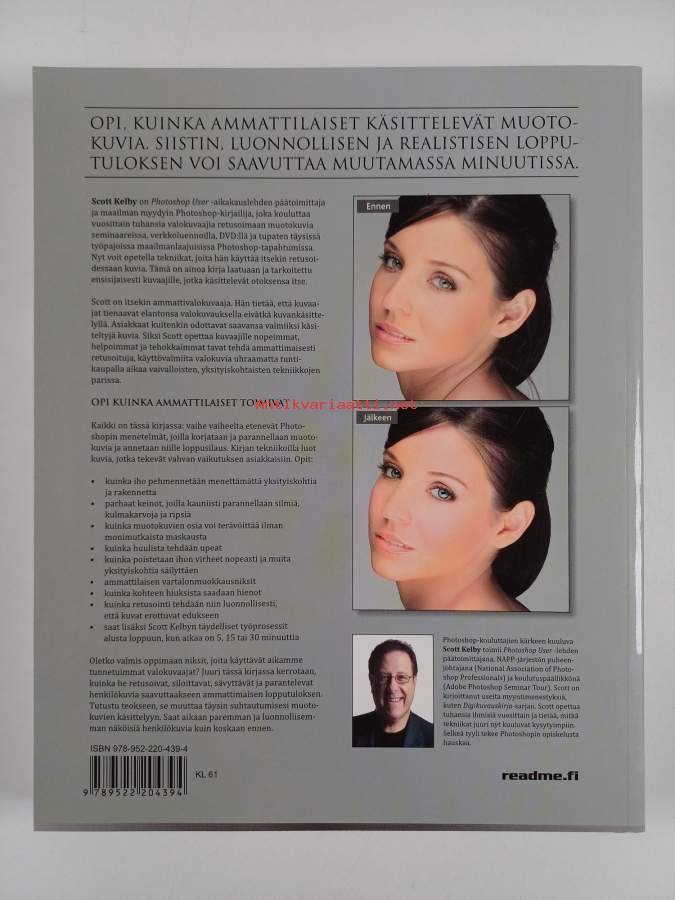 OPI, KUINKA AMMATTILAISET KÄSITTELEVÄT MUOTO-
KUVIA. SIISTIN, LUONNOLLISEN JA REALISTISEN LOPPU-
TULOKSEN VOI SAAVUTTAA MUUTAMASSA MINUUTISSA.
Scott Kelby on Photoshop User -aikakauslehden päätoimittaja
ja maailman myydyin Photoshop-kirjailija, joka kouluttaa
vuosittain tuhansia valokuvaajia retusoimaan muotokuvia
seminaareissa, verkkoluennoilla, DVD:llä ja tupaten täysissä
työpajoissa maailmanlaajuisissa Photoshop-tapahtumissa.
Nyt voit opetella tekniikat, joita hän käyttää itsekin retusoi-
dessaan kuvia. Tämä on ainoa kirja laatuaan ja tarkoitettu
ensisijaisesti kuvaajille, jotka käsittelevät otoksensa itse.
Scott on itsekin ammattivalokuvaaja. Hän tietää, että kuvaa-
jat tienaavat elantonsa valokuvauksella eivätkä kuvankäsitte-
lyllä. Asiakkaat kuitenkin odottavat saavansa valmiiksi käsi-
teltyjä kuvia. Siksi Scott opettaa kuvaajille nopeimmat,
helpoimmat ja tehokkaimmat tavat tehdä ammattimaisesti
retusoituja, käyttövalmiita valokuvia uhraamatta tunti-
kaupalla aikaa vaivalloisten, yksityiskohtaisten tekniikkojen
parissa.
OPI KUINKA AMMATTILAISET TOIMIVAT
Kaikki on tässä kirjassa: vaihe vaiheelta etenevät Photo-
shopin menetelmät, joilla korjataan ja parannellaan muoto-
kuvia ja annetaan niille loppusilaus. Kirjan tekniikoilla luot
kuvia, jotka tekevät vahvan vaikutuksen asiakkaisiin. Opit:
• kuinka iho pehmennetään menettämättä yksityiskohtia
ja rakennetta
• parhaat keinot, joilla kauniisti parannellaan silmiä,
kulmakarvoja ja ripsiä
• kuinka muotokuvien osia voi terävöittää ilman
monimutkaista maskausta
• kuinka huulista tehdään upeat
• kuinka poistetaan ihon virheet nopeasti ja muita
yksityiskohtia säilyttäen
• ammattilaisen vartalonmuokkausniksit
• kuinka kohteen hiuksista saadaan hienot
• kuinka retusointi tehdään niin luonnollisesti,
että kuvat erottuvat edukseen
• saat lisäksi Scott Kelbyn täydelliset työprosessit
alusta loppuun, kun aikaa on 5, 15 tai 30 minuuttia
Oletko valmis oppimaan niksit, joita käyttävät aikamme
tunnetuimmat valokuvaajat? Juuri tässä kirjassa kerrotaan,
kuinka he retusoivat, siloittavat, sävyttävät ja parantelevat
henkilökuvia saavuttaakseen ammattimaisen lopputuloksen.
Tutustu teokseen, se muuttaa täysin suhtautumisesi muoto-
kuvien käsittelyyn. Saat aikaan paremman ja luonnollisem-
man näköisiä henkilökuvia kuin koskaan ennen.
ISBN 978-952-220-439-4
9 789522 204394
KL 61
Ennen
antikvariaatti.net
Jälkeen
Photoshop-kouluttajien kärkeen kuuluva
Scott Kelby toimii Photoshop User -lehden
päätoimittajana, NAPP-järjestön puheen-
johtajana (National Association of Photo-
shop Professionals) ja koulutuspäällikkönä
(Adobe Photoshop Seminar Tour). Scott on
kirjoittanut useita myyntimenestyksiä,
kuten Digikuvauskirja-sarjan. Scott opettaa
tuhansia ihmisiä vuosittain ja tietää, mitkä
tekniikat juuri nyt kuuluvat kysytyimpiin.
Selkeä tyyli tekee Photoshopin opiskelusta
hauskaa.
readme.fi